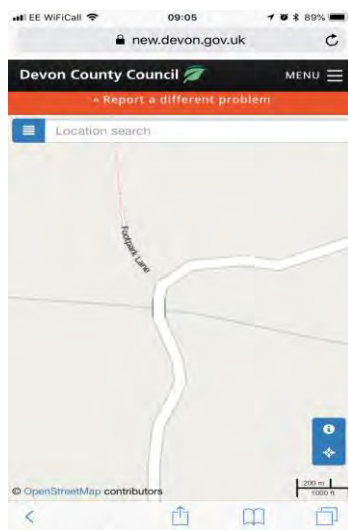 EE WiFiCall 09:05 89%
new.devon.gov.uk
Devon County Council MENU
« Report a different problem
Location search
Footpark Lane
200 m
1000 ft
© OpenStreetMap contributors